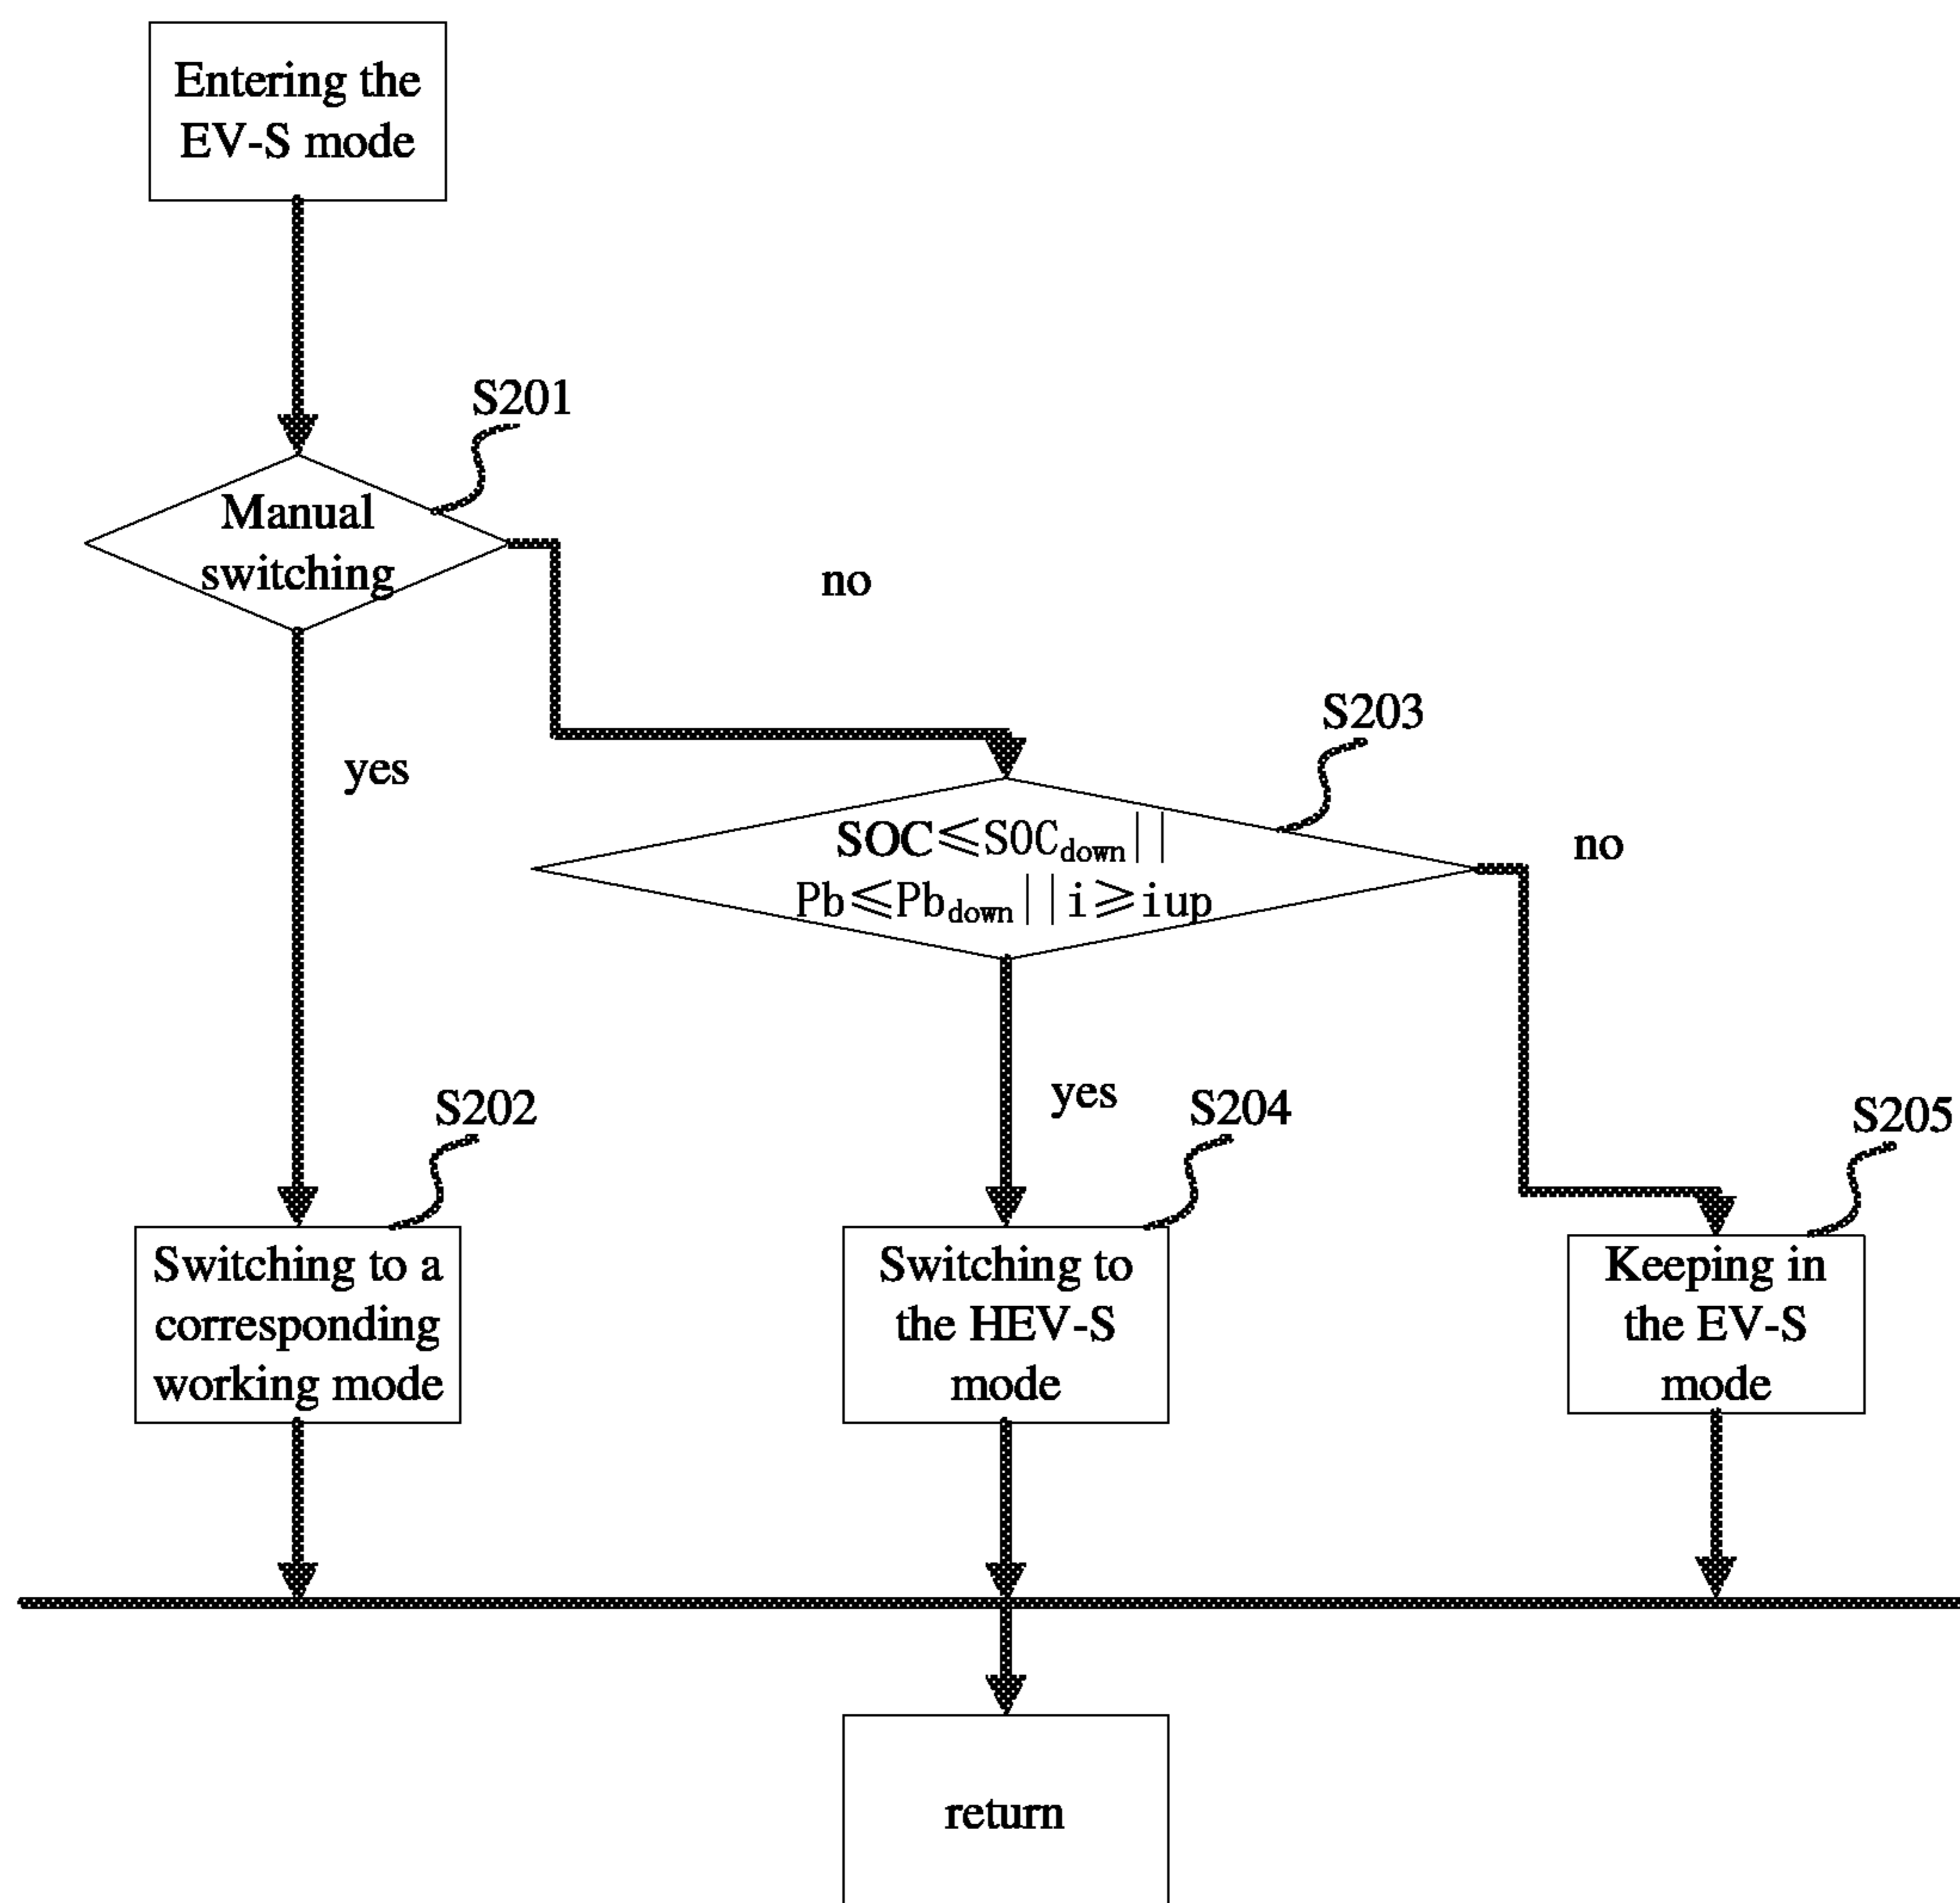 Entering the
EV-S mode
S201
Manual
switching
no
yes
S203
SOC≤SOCdown||
Pb≤Pbdown||i≥iup
no
yes
S202
S204
S205
Switching to a
corresponding
working mode
Switching to
the HEV-S
mode
Keeping in
the EV-S
mode
return